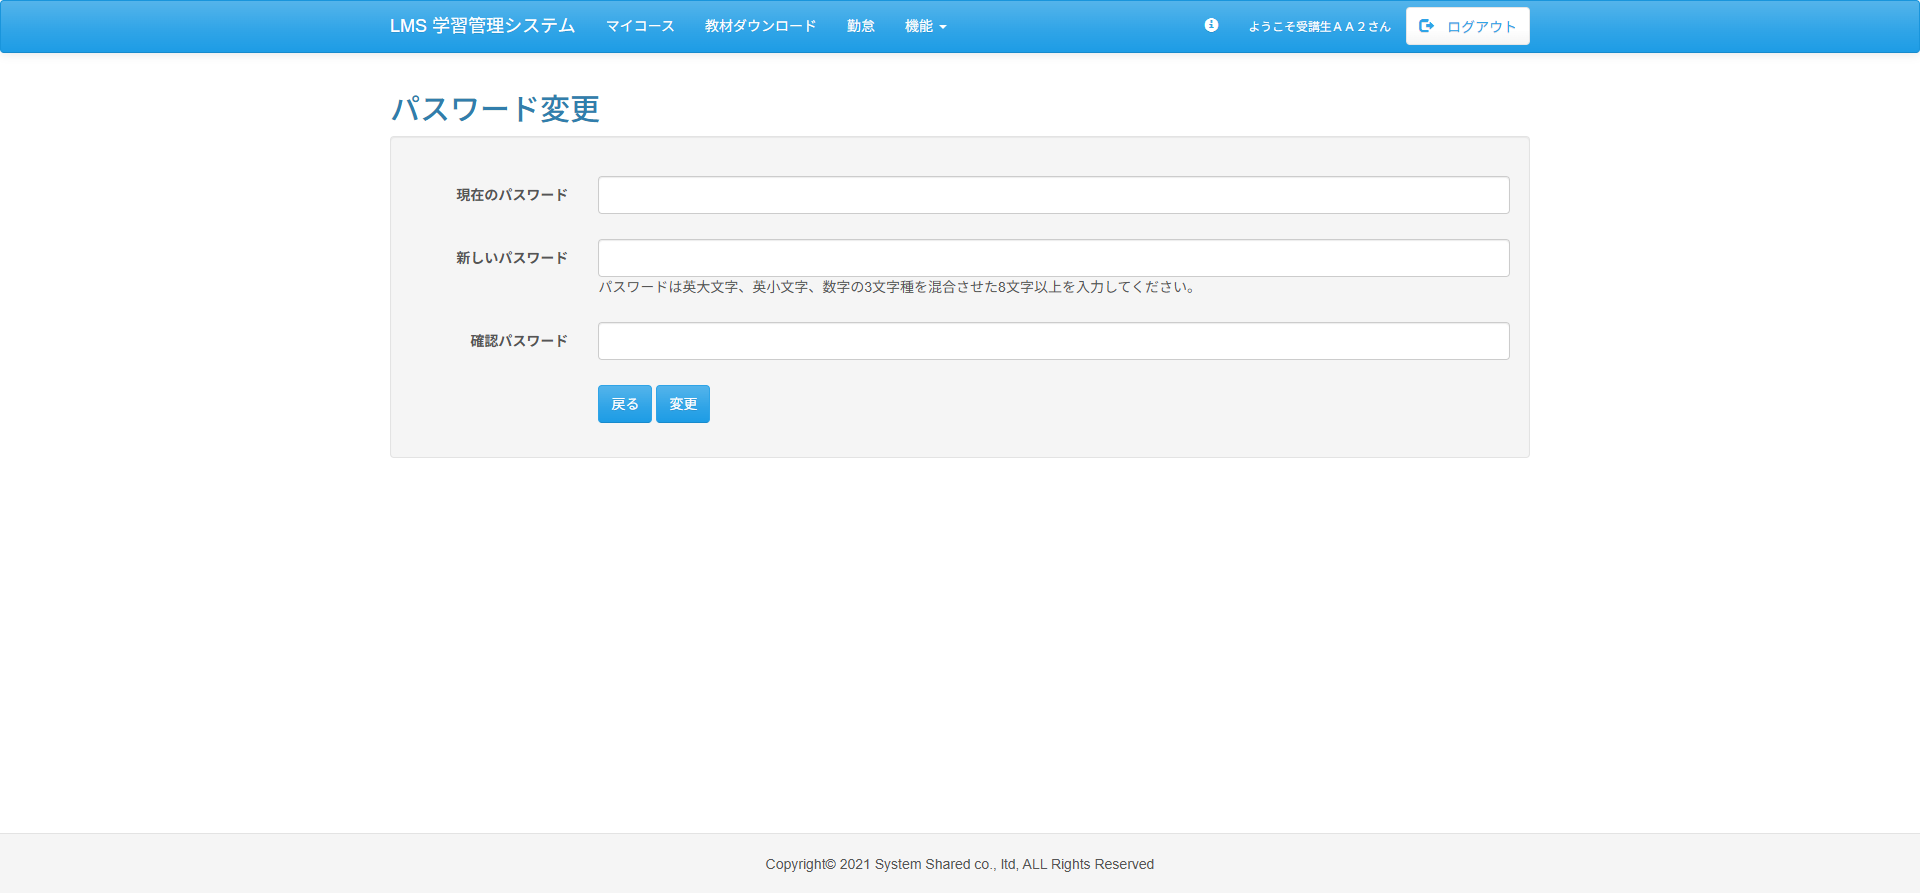 LMS 学習管理システム マイコース 教材ダウンロード 勤怠 機能 ようこそ受講生ＡＡ２さん ログアウト
パスワード変更
現在のパスワード
新しいパスワード
パスワードは英大文字、英小文字、数字の3文字種を混合させた8文字以上を入力してください。
確認パスワード
戻る 変更
Copyright© 2021 System Shared co., ltd, ALL Rights Reserved